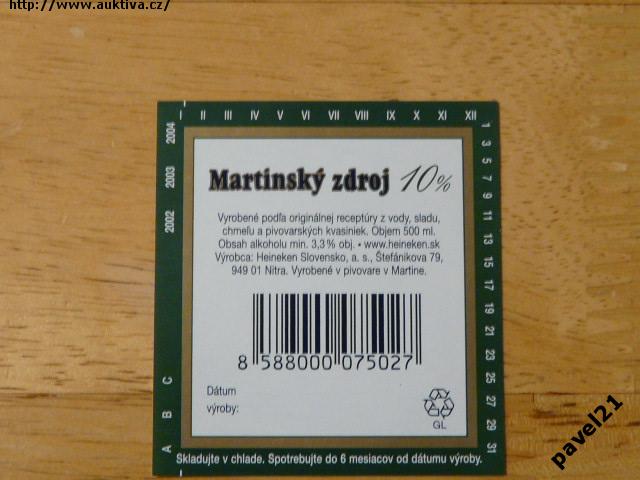 http://www.auktiva.cz/
I II III IV V VI VII VIII IX X XI XII
2004
2003
2002
C
B
A
1 3 5 7 9 11 13 15 17 19 21 23 25 27 29 31
Martinský zdroj 10%
Vyrobené podľa originálnej receptúry z vody, sladu,
chmeľu a pivovarských kvasiniek. Objem 500 ml.
Obsah alkoholu min. 3,3% obj. • www.heineken.sk
Výrobca: Heineken Slovensko, a. s., Štefánikova 79,
949 01 Nitra. Vyrobené v pivovare v Martine.
8 588000 075027
Dátum
výroby:
GL
Skladujte v chlade. Spotrebujte do 6 mesiacov od dátumu výroby.
pavel21